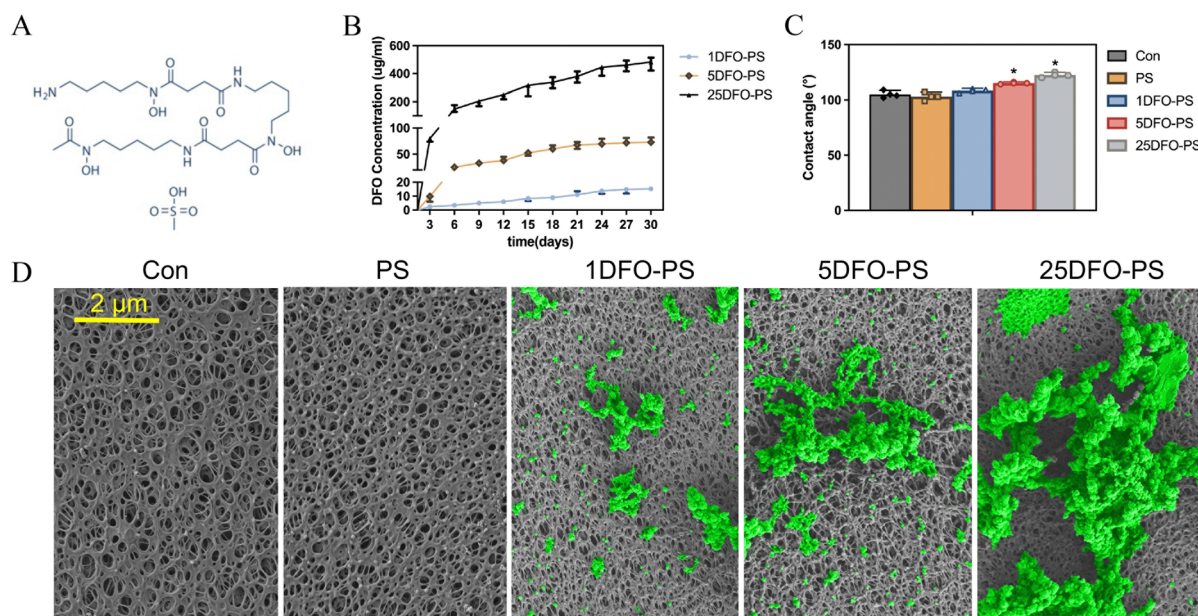 A
H₂N
N
OH
O
O
H
N
O
N
OH
N
H
O
O
N
OH
OH
O=S=O
B
DFO Concentration (ug/ml)
600
400
200
100
50
20
10
0
3 6 9 12 15 18 21 24 27 30
time(days)
1DFO-PS
5DFO-PS
25DFO-PS
C
Contact angle (°)
150
100
50
0
* *
Con
PS
1DFO-PS
5DFO-PS
25DFO-PS
D
Con PS 1DFO-PS 5DFO-PS 25DFO-PS
2 μm